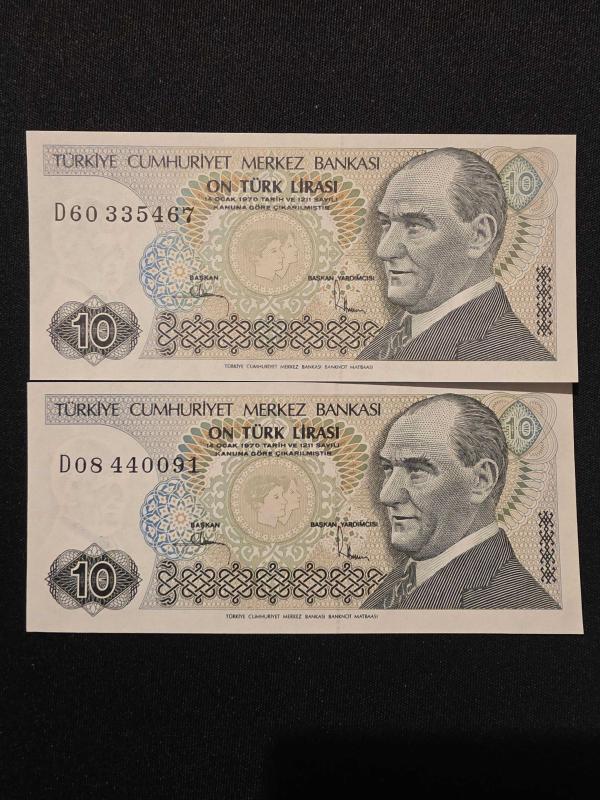 TÜRKİYE CUMHURİYET MERKEZ BANKASI
10
ON TÜRK LİRASI
14 OCAK 1970 TARİH VE 1211 SAYILI
KANUNA GÖRE ÇIKARILMIŞTIR.
D60 335467
BAŞKAN
BAŞKAN YARDIMCISI
10
TÜRKİYE CUMHURİYET MERKEZ BANKASI BANKNOT MATBAASI
TÜRKİYE CUMHURİYET MERKEZ BANKASI
10
ON TÜRK LİRASI
14 OCAK 1970 TARİH VE 1211 SAYILI
KANUNA GÖRE ÇIKARILMIŞTIR.
D08 440091
BAŞKAN
BAŞKAN YARDIMCISI
10
TÜRKİYE CUMHURİYET MERKEZ BANKASI BANKNOT MATBAASI